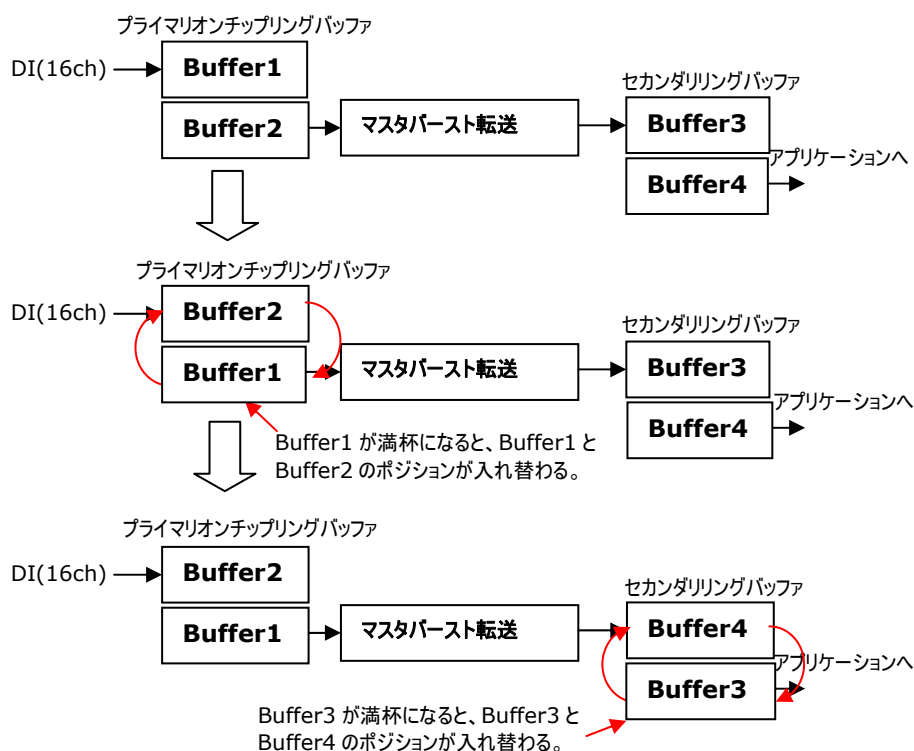 プライマリオンチップリングバッファ
DI(16ch)
Buffer1
Buffer2
マスタバースト転送
セカンダリリングバッファ
Buffer3
Buffer4
アプリケーションへ
プライマリオンチップリングバッファ
DI(16ch)
Buffer2
Buffer1
マスタバースト転送
セカンダリリングバッファ
Buffer3
Buffer4
アプリケーションへ
Buffer1 が満杯になると、Buffer1 と
Buffer2 のポジションが入れ替わる。
プライマリオンチップリングバッファ
DI(16ch)
Buffer2
Buffer1
マスタバースト転送
セカンダリリングバッファ
Buffer4
Buffer3
アプリケーションへ
Buffer3 が満杯になると、Buffer3 と
Buffer4 のポジションが入れ替わる。